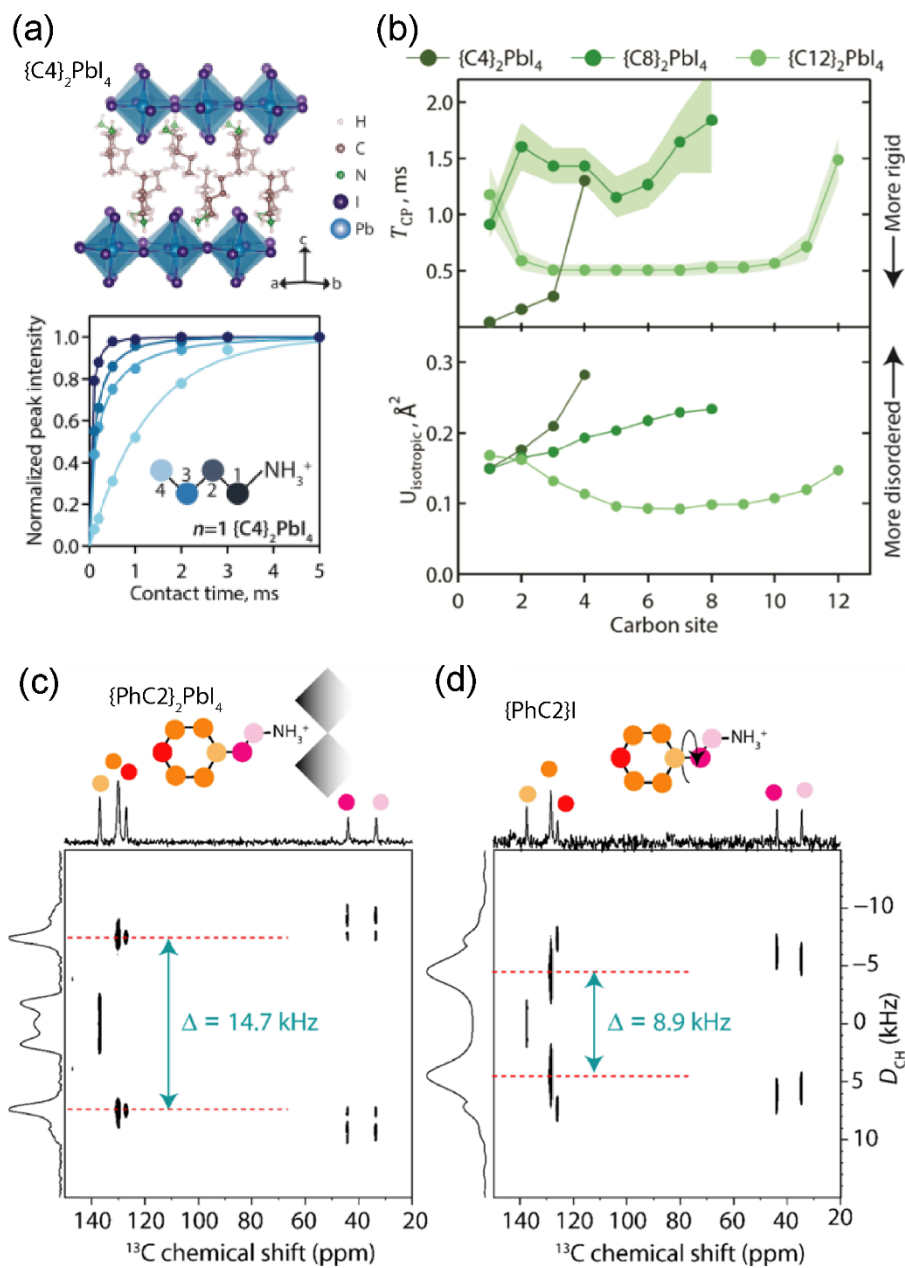 (a)
{C4}₂PbI₄
H
C
N
I
Pb
c
a
b
Normalized peak intensity
1.0
0.8
0.6
0.4
0.2
0.0
4 3 2 1 NH₃⁺
n=1 {C4}₂PbI₄
0 1 2 3 4 5
Contact time, ms
(b)
{C4}₂PbI₄ {C8}₂PbI₄ {C12}₂PbI₄
T_CP, ms
2.0
1.5
1.0
0.5
More rigid
U_isotropic, Å²
0.3
0.2
0.1
0.0
More disordered
0 2 4 6 8 10 12
Carbon site
(c)
{PhC2}₂PbI₄
NH₃⁺
Δ = 14.7 kHz
140 120 100 80 60 40 20
¹³C chemical shift (ppm)
(d)
{PhC2}I
NH₃⁺
Δ = 8.9 kHz
-10
-5
0
5
10
D_CH (kHz)
140 120 100 80 60 40 20
¹³C chemical shift (ppm)